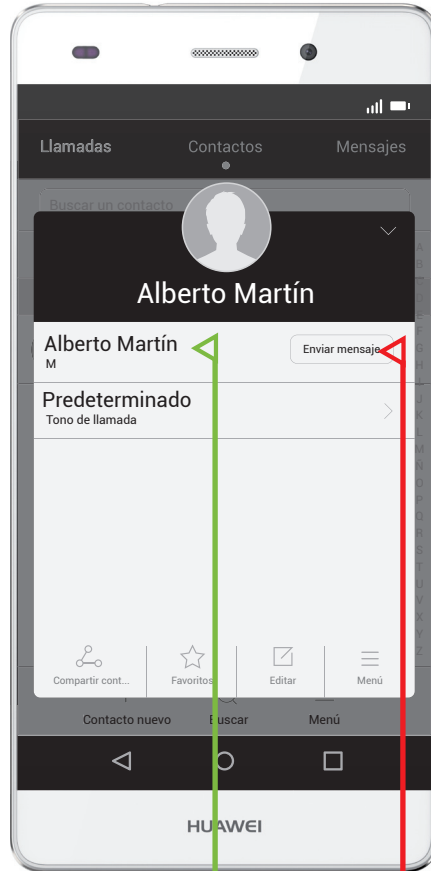 Llamadas Contactos Mensajes
Buscar un contacto
Alberto Martín
Alberto Martín
M
Enviar mensaje
Predeterminado
Tono de llamada
A
B
D
E
F
G
H
J
K
L
M
Ñ
O
P
Q
R
S
T
U
V
X
Y
Z
Compartir cont... Favoritos Editar Menú
Contacto nuevo Buscar Menú
HUAWEI